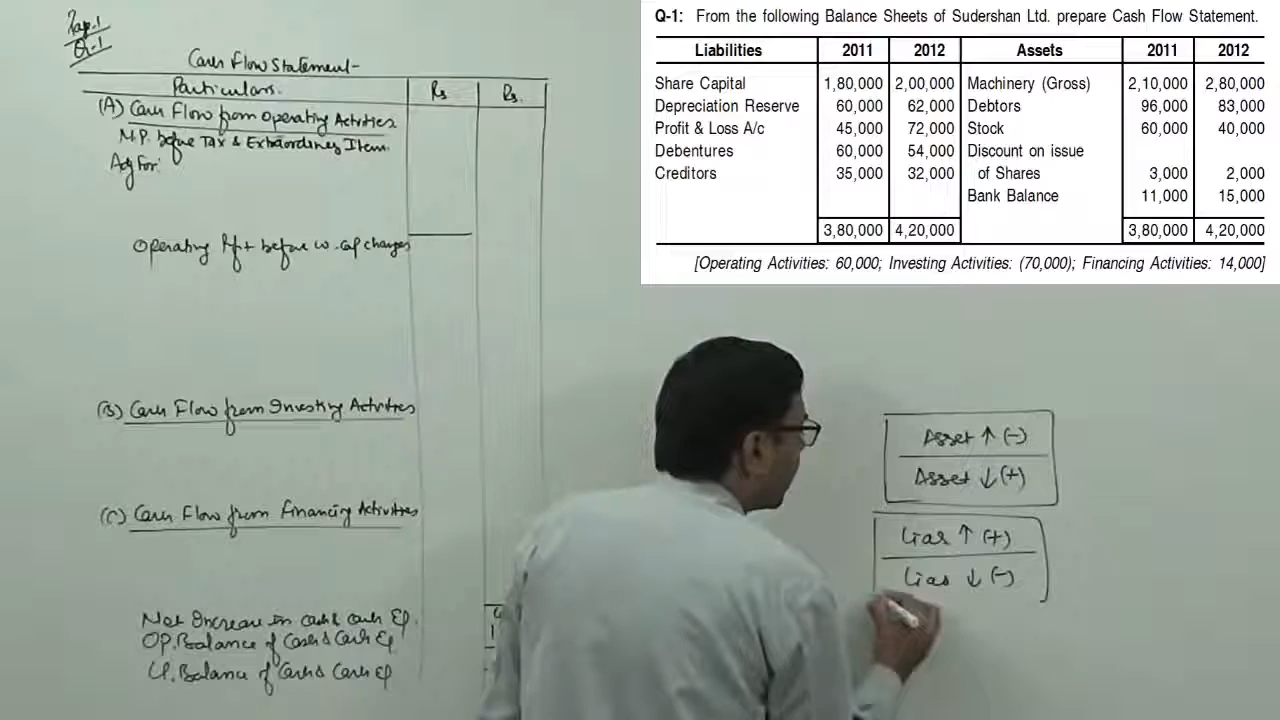 Q-1
Cash Flow Statement
Particulars. Rs Rs.
(A) Cash Flow from Operating Activities
N.P. before Tax & Extraordinary Item.
Adj For:
Operating Pft before w. cap changes
(B) Cash Flow from Investing Activities
(C) Cash Flow from Financing Activities
Net Increase in cash & cash Eq.
Op. Balance of Cash & Cash Eq.
Cl. Balance of Cash & Cash Eq
Q-1: From the following Balance Sheets of Sudershan Ltd. prepare Cash Flow Statement.
Liabilities 2011 2012 Assets 2011 2012
Share Capital 1,80,000 2,00,000 Machinery (Gross) 2,10,000 2,80,000
Depreciation Reserve 60,000 62,000 Debtors 96,000 83,000
Profit & Loss A/c 45,000 72,000 Stock 60,000 40,000
Debentures 60,000 54,000 Discount on issue
Creditors 35,000 32,000 of Shares 3,000 2,000
Bank Balance 11,000 15,000
3,80,000 4,20,000 3,80,000 4,20,000
[Operating Activities: 60,000; Investing Activities: (70,000); Financing Activities: 14,000]
Asset ↑ (-)
Asset ↓ (+)
Liab ↑ (+)
Liab ↓ (-)